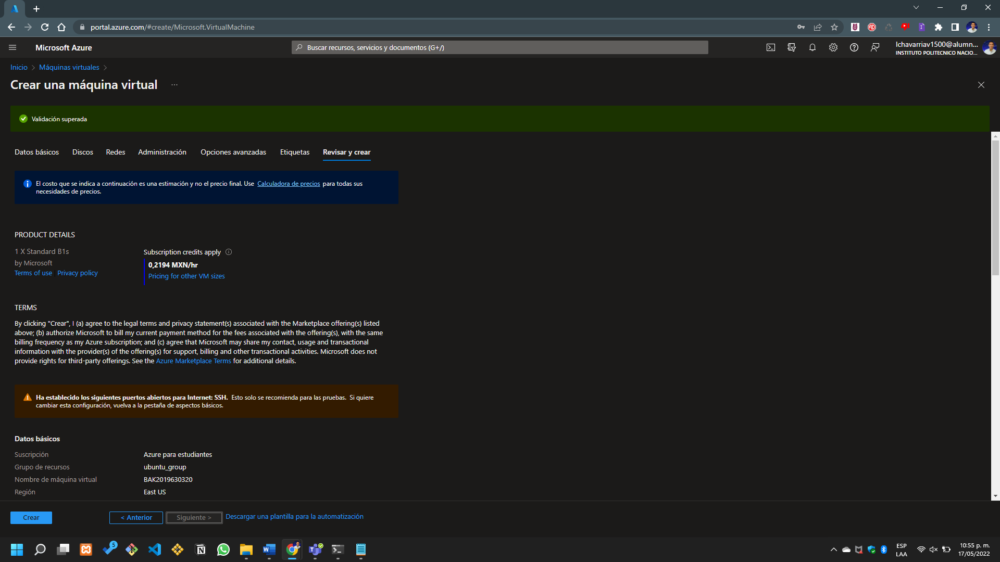 portal.azure.com/#create/Microsoft.VirtualMachine
Microsoft Azure
Buscar recursos, servicios y documentos (G+/)
lchavarriav1500@alumn...
INSTITUTO POLITECNICO NACIO...
Inicio > Máquinas virtuales >
Crear una máquina virtual ...
Validación superada
Datos básicos Discos Redes Administración Opciones avanzadas Etiquetas Revisar y crear
El costo que se indica a continuación es una estimación y no el precio final. Use Calculadora de precios para todas sus
necesidades de precios.
PRODUCT DETAILS
1 X Standard B1s
by Microsoft
Terms of use | Privacy policy
Subscription credits apply
0,2194 MXN/hr
Pricing for other VM sizes
TERMS
By clicking "Crear", I (a) agree to the legal terms and privacy statement(s) associated with the Marketplace offering(s) listed
above; (b) authorize Microsoft to bill my current payment method for the fees associated with the offering(s), with the same
billing frequency as my Azure subscription; and (c) agree that Microsoft may share my contact, usage and transactional
information with the provider(s) of the offering(s) for support, billing and other transactional activities. Microsoft does not
provide rights for third-party offerings. See the Azure Marketplace Terms for additional details.
Ha establecido los siguientes puertos abiertos para Internet: SSH. Esto solo se recomienda para las pruebas. Si quiere
cambiar esta configuración, vuelva a la pestaña de aspectos básicos.
Datos básicos
Suscripción Azure para estudiantes
Grupo de recursos ubuntu_group
Nombre de máquina virtual BAK2019630320
Región East US
Crear
< Anterior
Siguiente >
Descargar una plantilla para la automatización
5
ESP
LAA
10:55 p. m.
17/05/2022